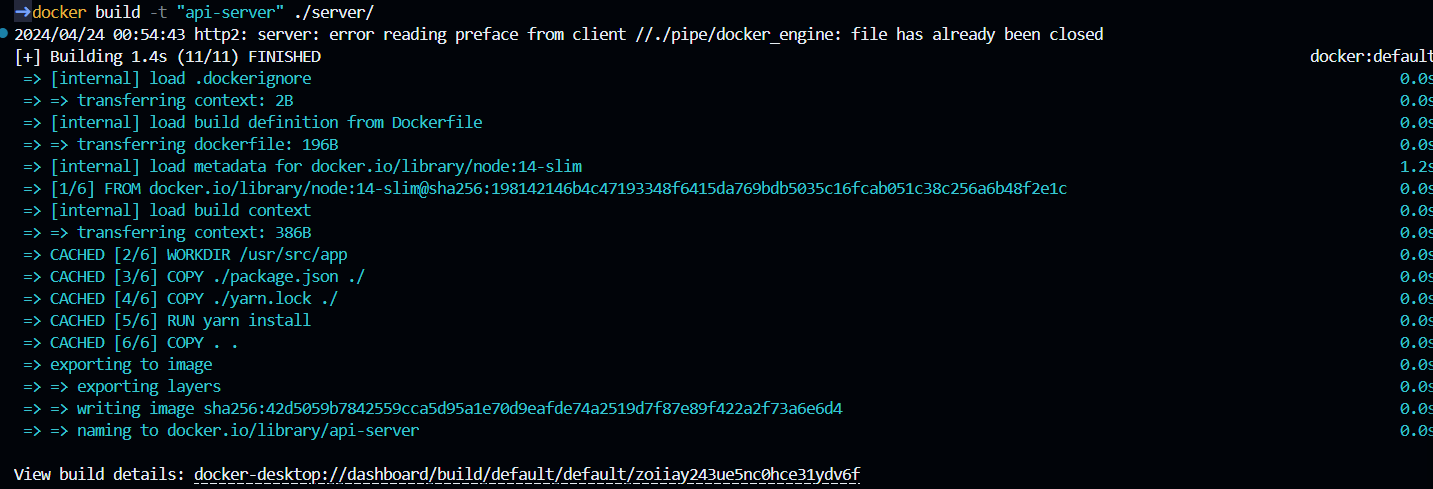 →docker build -t "api-server" ./server/
2024/04/24 00:54:43 http2: server: error reading preface from client //./pipe/docker_engine: file has already been closed
[+] Building 1.4s (11/11) FINISHED docker:default
=> [internal] load .dockerignore 0.0s
=> => transferring context: 2B 0.0s
=> [internal] load build definition from Dockerfile 0.0s
=> => transferring dockerfile: 196B 0.0s
=> [internal] load metadata for docker.io/library/node:14-slim 1.2s
=> [1/6] FROM docker.io/library/node:14-slim@sha256:198142146b4c47193348f6415da769bdb5035c16fcab051c38c256a6b48f2e1c 0.0s
=> [internal] load build context 0.0s
=> => transferring context: 386B 0.0s
=> CACHED [2/6] WORKDIR /usr/src/app 0.0s
=> CACHED [3/6] COPY ./package.json ./ 0.0s
=> CACHED [4/6] COPY ./yarn.lock ./ 0.0s
=> CACHED [5/6] RUN yarn install 0.0s
=> CACHED [6/6] COPY . . 0.0s
=> exporting to image 0.0s
=> => exporting layers 0.0s
=> => writing image sha256:42d5059b7842559cca5d95a1e70d9eafde74a2519d7f87e89f422a2f73a6e6d4 0.0s
=> => naming to docker.io/library/api-server 0.0s
View build details: docker-desktop://dashboard/build/default/default/zoiiay243ue5nc0hce31ydv6f